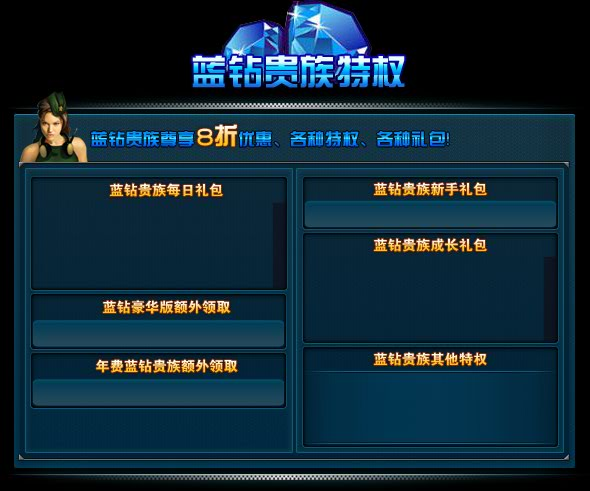 蓝钻贵族特权
蓝钻贵族尊享8折优惠、各种特权、各种礼包!
蓝钻贵族每日礼包
蓝钻豪华版额外领取
年费蓝钻贵族额外领取
蓝钻贵族新手礼包
蓝钻贵族成长礼包
蓝钻贵族其他特权